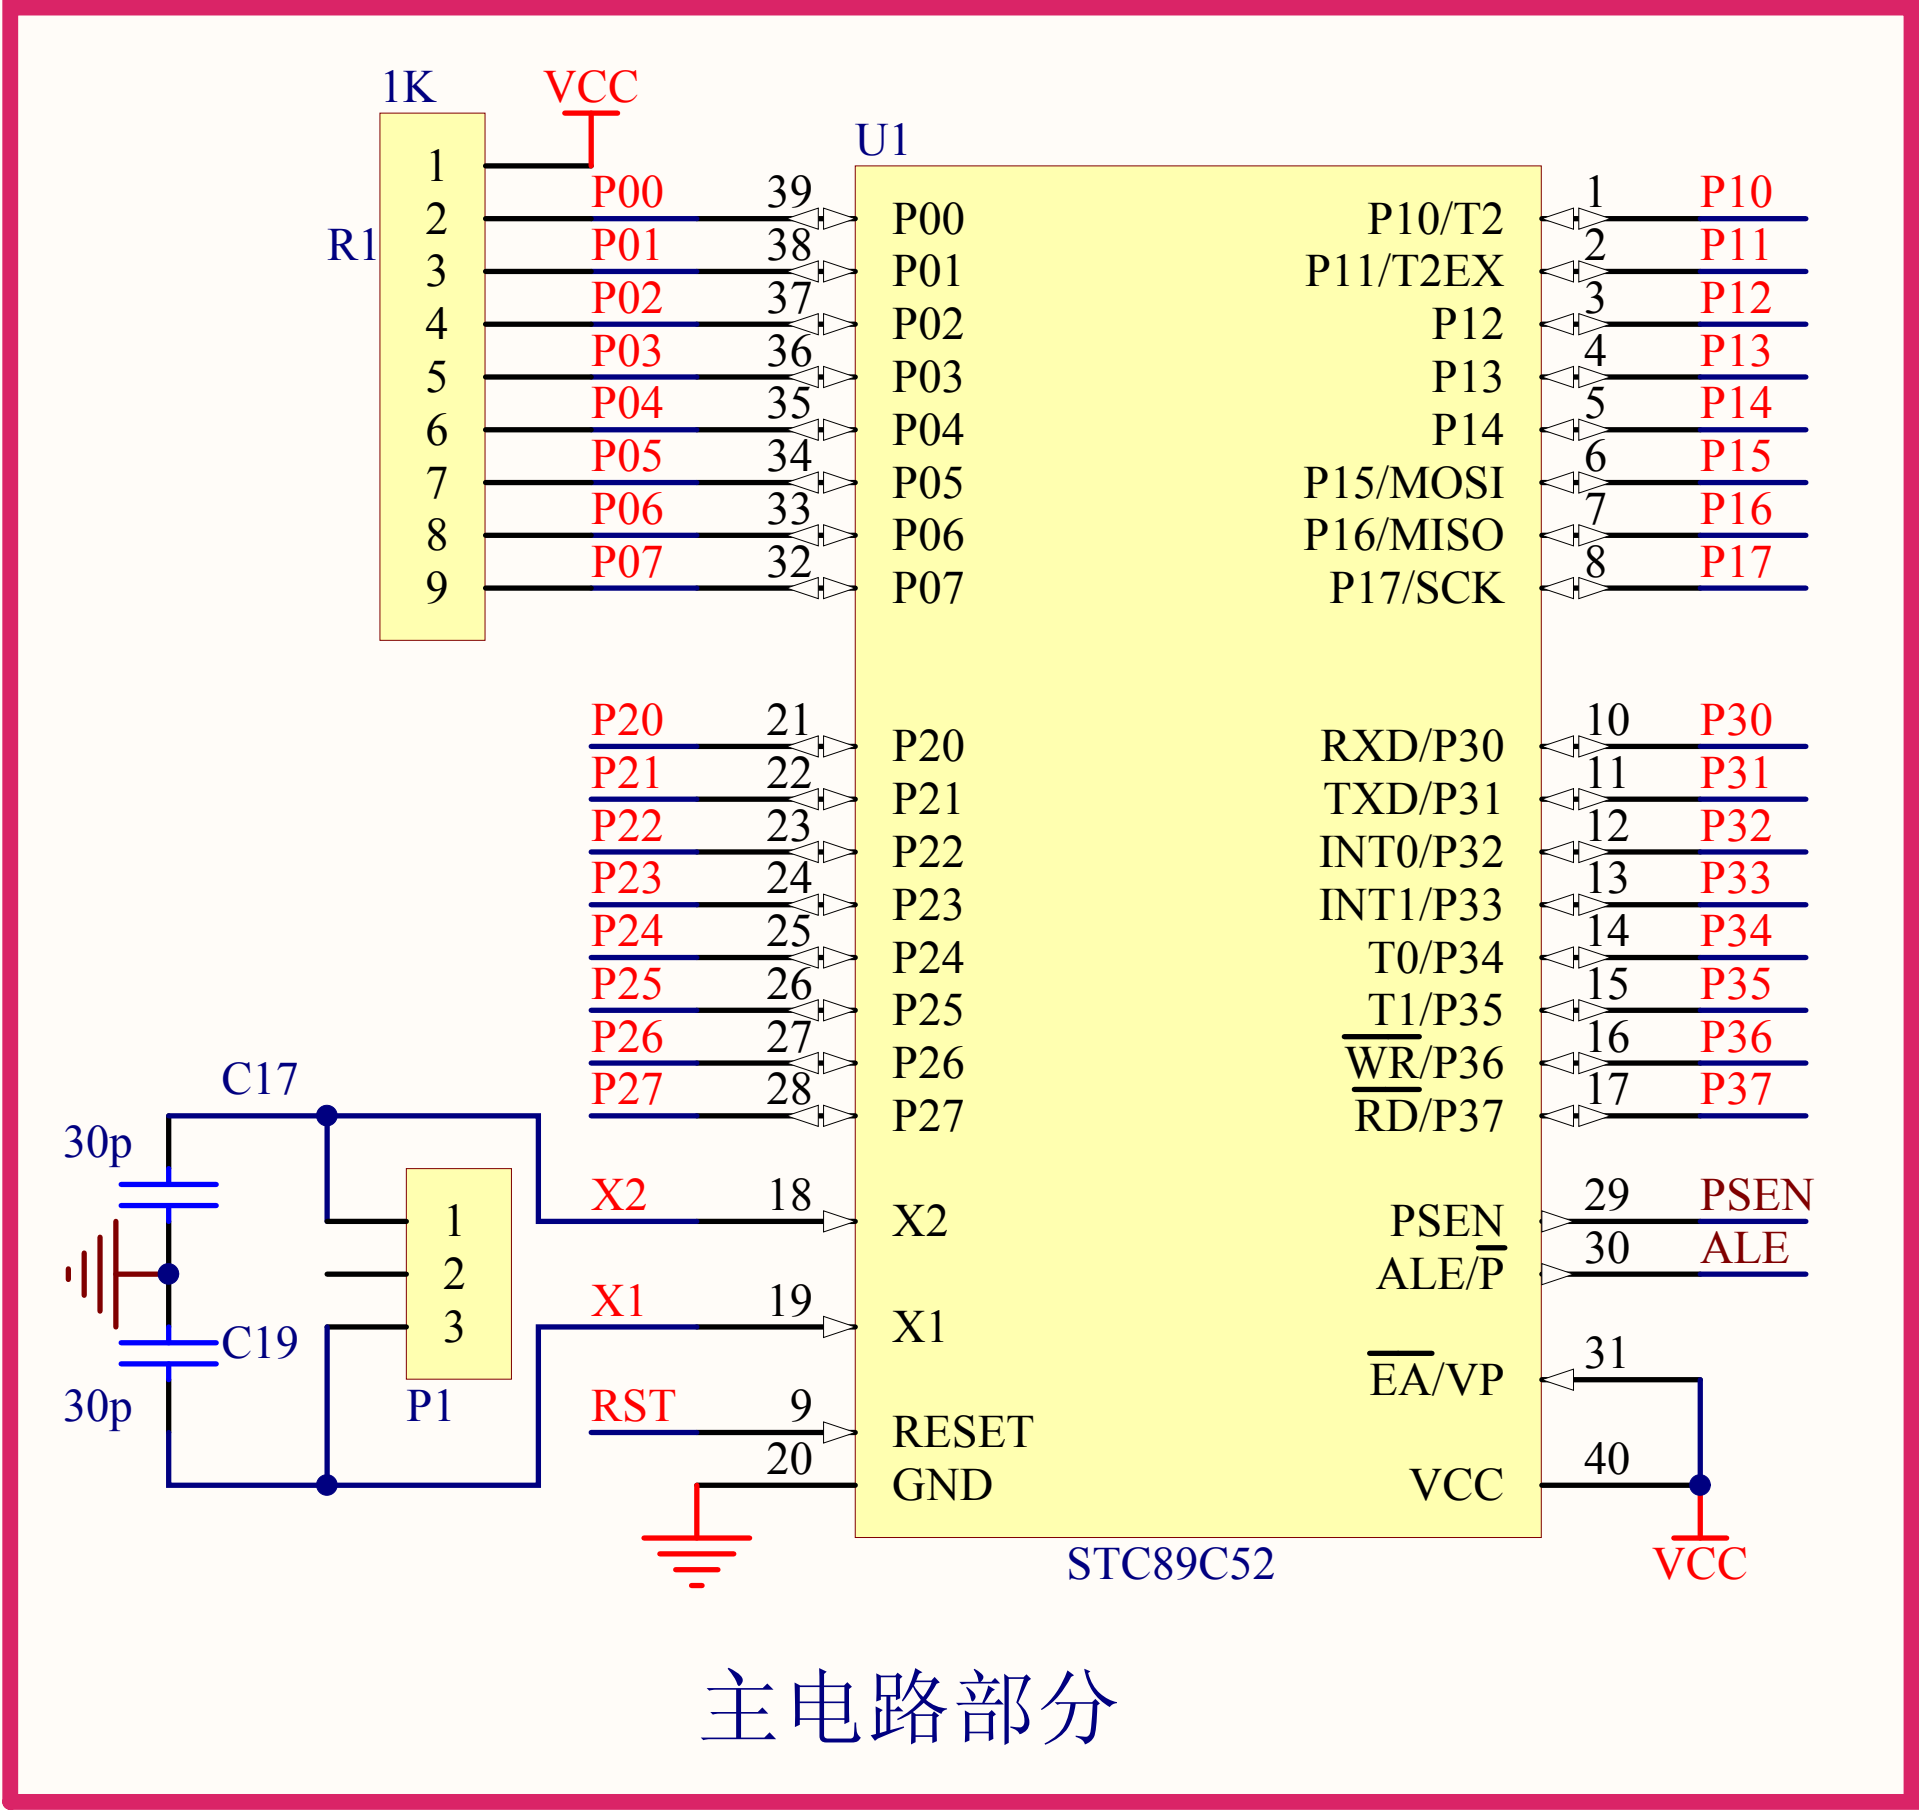 1K
VCC
U1
R1
1
2
3
4
5
6
7
8
9
P00 39 P00
P01 38 P01
P02 37 P02
P03 36 P03
P04 35 P04
P05 34 P05
P06 33 P06
P07 32 P07
P10/T2 1 P10
P11/T2EX 2 P11
P12 3 P12
P13 4 P13
P14 5 P14
P15/MOSI 6 P15
P16/MISO 7 P16
P17/SCK 8 P17
P20 21 P20
P21 22 P21
P22 23 P22
P23 24 P23
P24 25 P24
P25 26 P25
P26 27 P26
P27 28 P27
RXD/P30 10 P30
TXD/P31 11 P31
INT0/P32 12 P32
INT1/P33 13 P33
T0/P34 14 P34
T1/P35 15 P35
WR/P36 16 P36
RD/P37 17 P37
C17
30p
C19
30p
1
2
3
P1
X2 18 X2
X1 19 X1
RST 9 RESET
20 GND
PSEN 29 PSEN
ALE/P 30 ALE
EA/VP 31
VCC 40
VCC
STC89C52
主电路部分